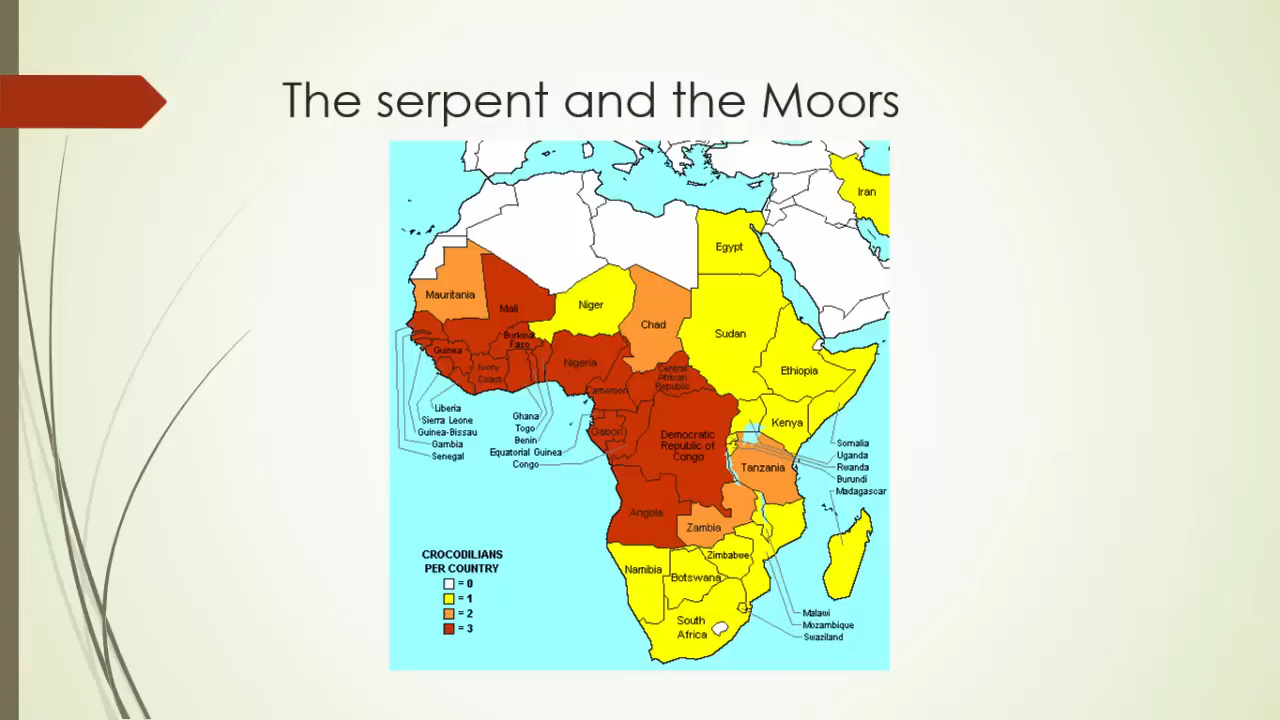 The serpent and the Moors
Iran
Egypt
Mauritania
Mali
Niger
Chad
Sudan
Burkina
Faso
Guinea
Ivory
Coast
Nigeria
Central
African
Republic
Ethiopia
Cameroon
Liberia
Sierra Leone
Guinea-Bissau
Gambia
Senegal
Ghana
Togo
Benin
Equatorial Guinea
Congo
Gabon
Democratic
Republic of
Congo
Kenya
Somalia
Uganda
Rwanda
Burundi
Madagascar
Tanzania
Angola
Zambia
Zimbabwe
Namibia
Botswana
South
Africa
Malawi
Mozambique
Swaziland
CROCODILIANS
PER COUNTRY
= 0
= 1
= 2
= 3